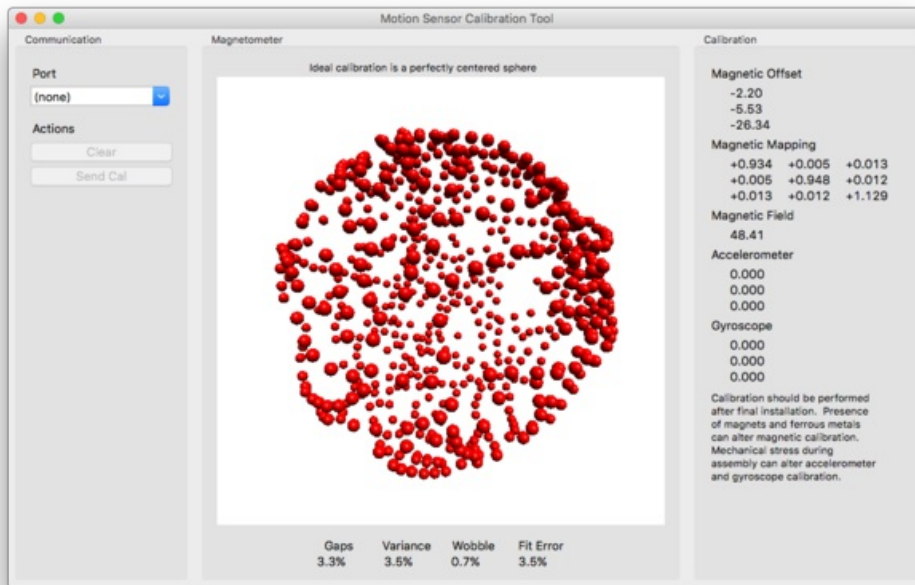 Motion Sensor Calibration Tool
Communication
Port
(none)
Actions
Clear
Send Cal
Magnetometer
Ideal calibration is a perfectly centered sphere
Gaps Variance Wobble Fit Error
3.3% 3.5% 0.7% 3.5%
Calibration
Magnetic Offset
-2.20
-5.53
-26.34
Magnetic Mapping
+0.934 +0.005 +0.013
+0.005 +0.948 +0.012
+0.013 +0.012 +1.129
Magnetic Field
48.41
Accelerometer
0.000
0.000
0.000
Gyroscope
0.000
0.000
0.000
Calibration should be performed
after final installation. Presence
of magnets and ferrous metals
can alter magnetic calibration.
Mechanical stress during
assembly can alter accelerometer
and gyroscope calibration.